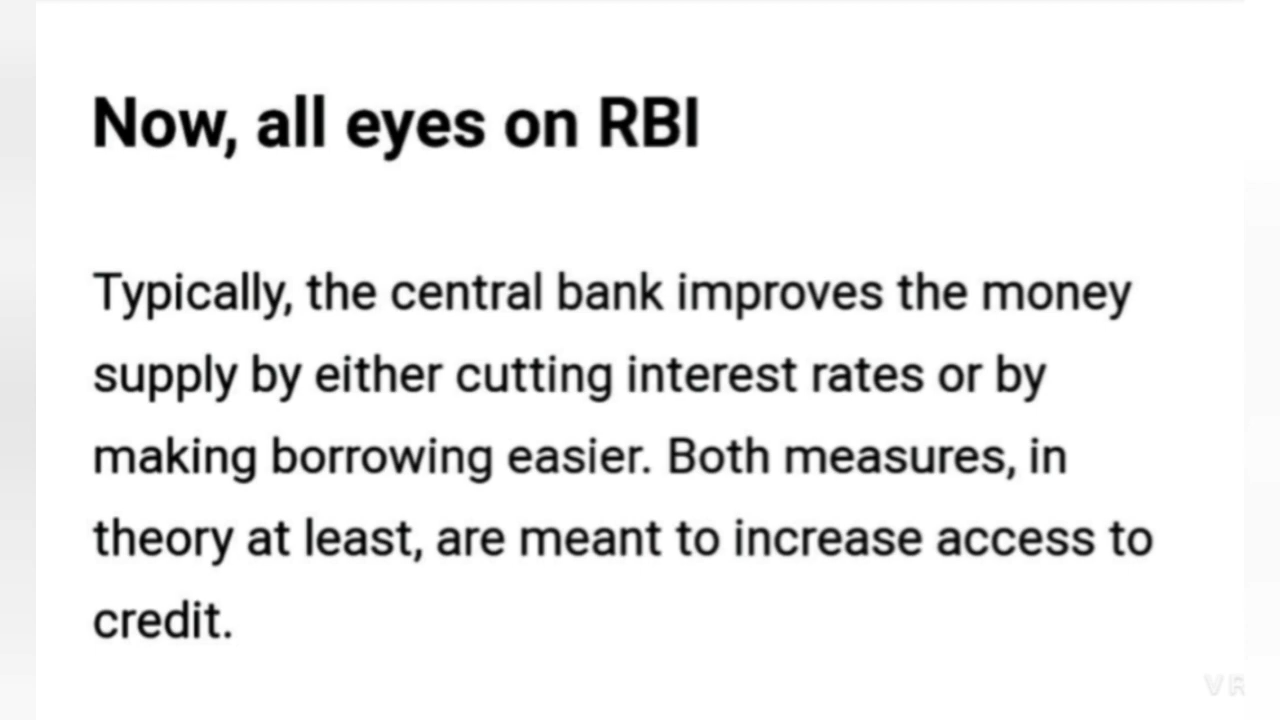 Now, all eyes on RBI
Typically, the central bank improves the money
supply by either cutting interest rates or by
making borrowing easier. Both measures, in
theory at least, are meant to increase access to
credit.
VR